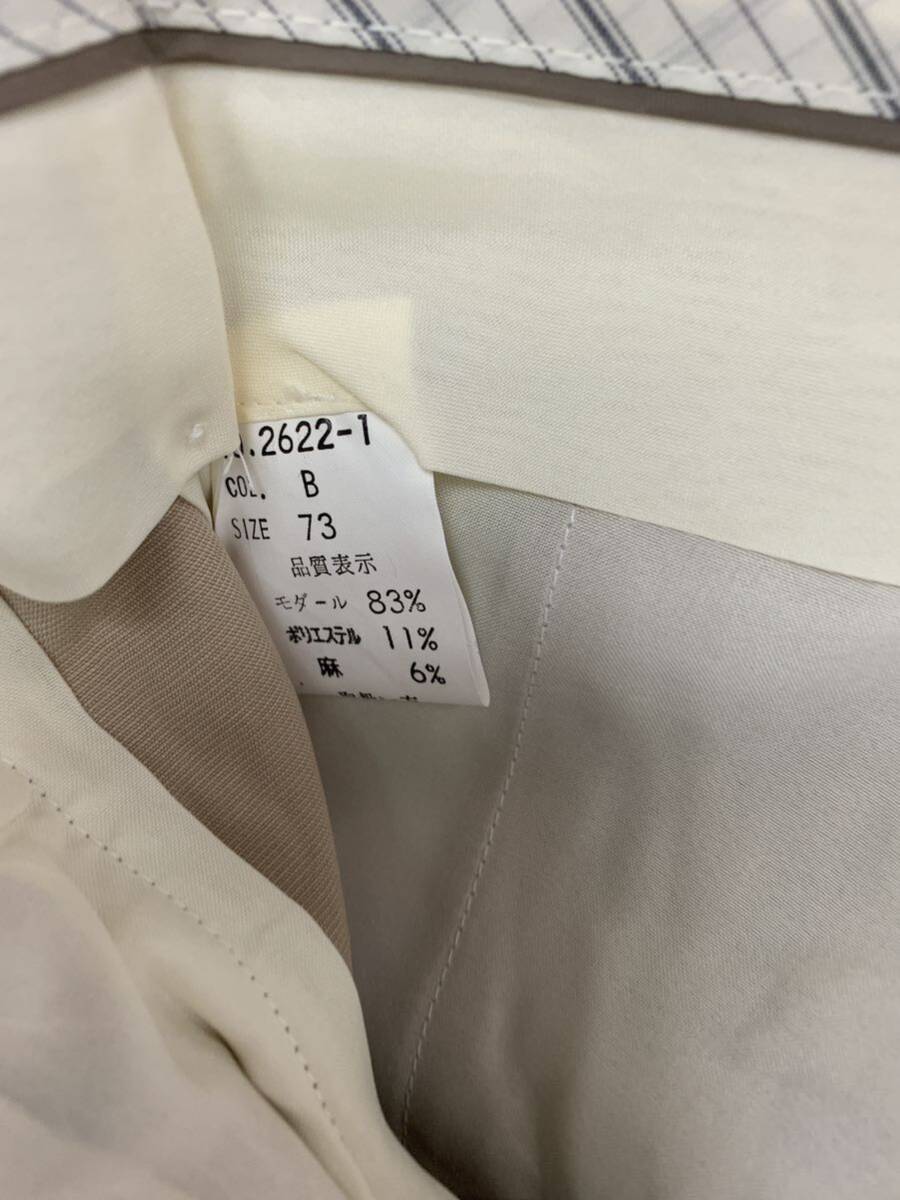 .2622-1
COL. B
SIZE 73
品質表示
モダール 83%
ポリエステル 11%
麻 6%